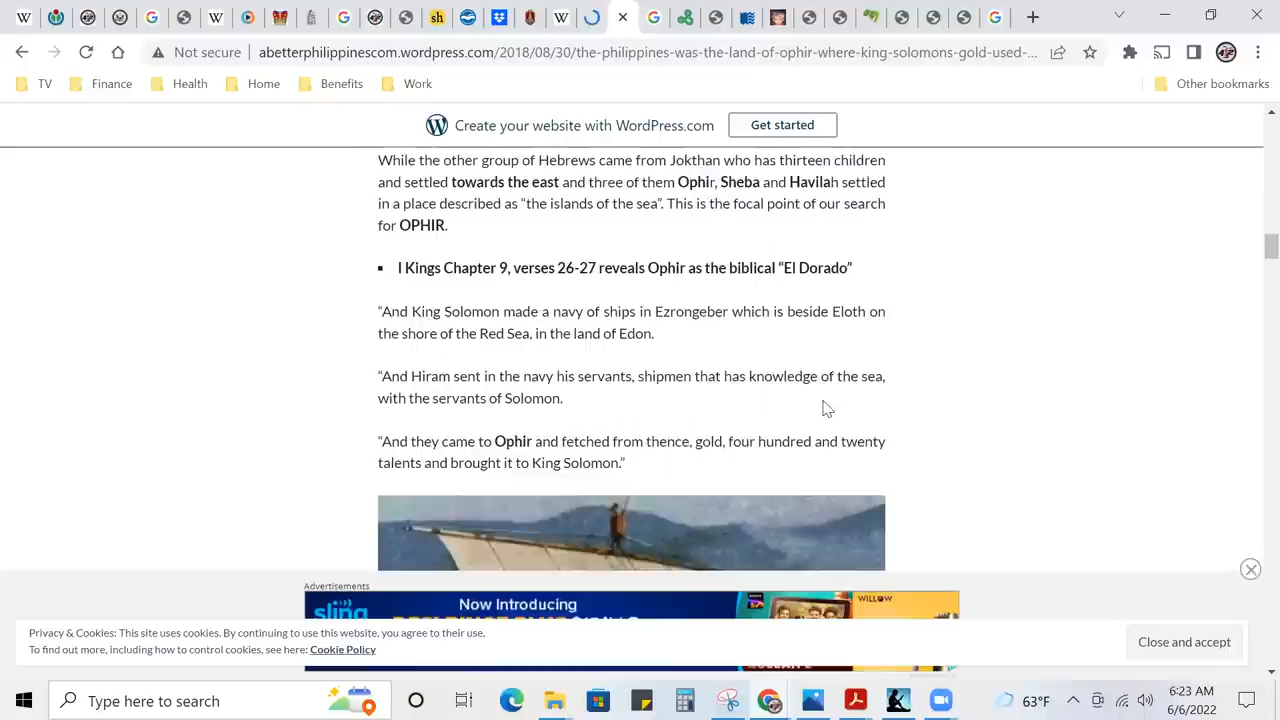 Not secure
abetterphilippinescom.wordpress.com/2018/08/30/the-philippines-was-the-land-of-ophir-where-king-solomons-gold-used-...
TV
Finance
Health
Home
Benefits
Work
Other bookmarks
Create your website with WordPress.com
Get started
While the other group of Hebrews came from Jokthan who has thirteen children
and settled towards the east and three of them Ophir, Sheba and Havilah settled
in a place described as “the islands of the sea”. This is the focal point of our search
for OPHIR.
I Kings Chapter 9, verses 26-27 reveals Ophir as the biblical “El Dorado”
“And King Solomon made a navy of ships in Ezrongeber which is beside Eloth on
the shore of the Red Sea, in the land of Edon.
“And Hiram sent in the navy his servants, shipmen that has knowledge of the sea,
with the servants of Solomon.
“And they came to Ophir and fetched from thence, gold, four hundred and twenty
talents and brought it to King Solomon.”
Advertisements
sling
Now Introducing
WILLOW
Privacy & Cookies: This site uses cookies. By continuing to use this website, you agree to their use.
To find out more, including how to control cookies, see here: Cookie Policy
Close and accept
Type here to search
63°F
6:23 AM
6/6/2022